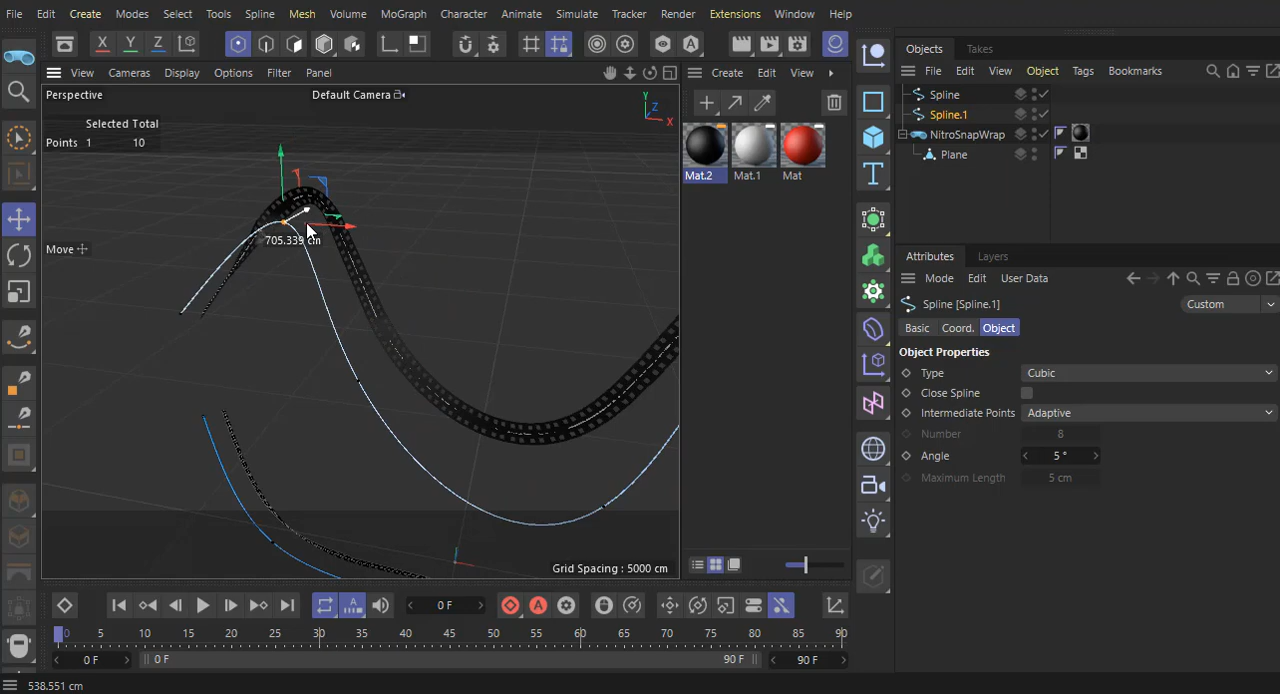 File Edit Create Modes Select Tools Spline Mesh Volume MoGraph Character Animate Simulate Tracker Render Extensions Window Help
X Y Z
View Cameras Display Options Filter Panel
Perspective
Default Camera
Y
Z
X
Selected Total
Points 1 10
Move
705.339 cm
Grid Spacing : 5000 cm
Create Edit View
Mat.2 Mat.1 Mat
Objects Takes
File Edit View Object Tags Bookmarks
Spline
Spline.1
NitroSnapWrap
Plane
Attributes Layers
Mode Edit User Data
Spline [Spline.1]
Custom
Basic Coord. Object
Object Properties
Type Cubic
Close Spline
Intermediate Points Adaptive
Number 8
Angle 5 °
Maximum Length 5 cm
0 F
0 5 10 15 20 25 30 35 40 45 50 55 60 65 70 75 80 85 90
0 F 0 F 90 F 90 F
538.551 cm